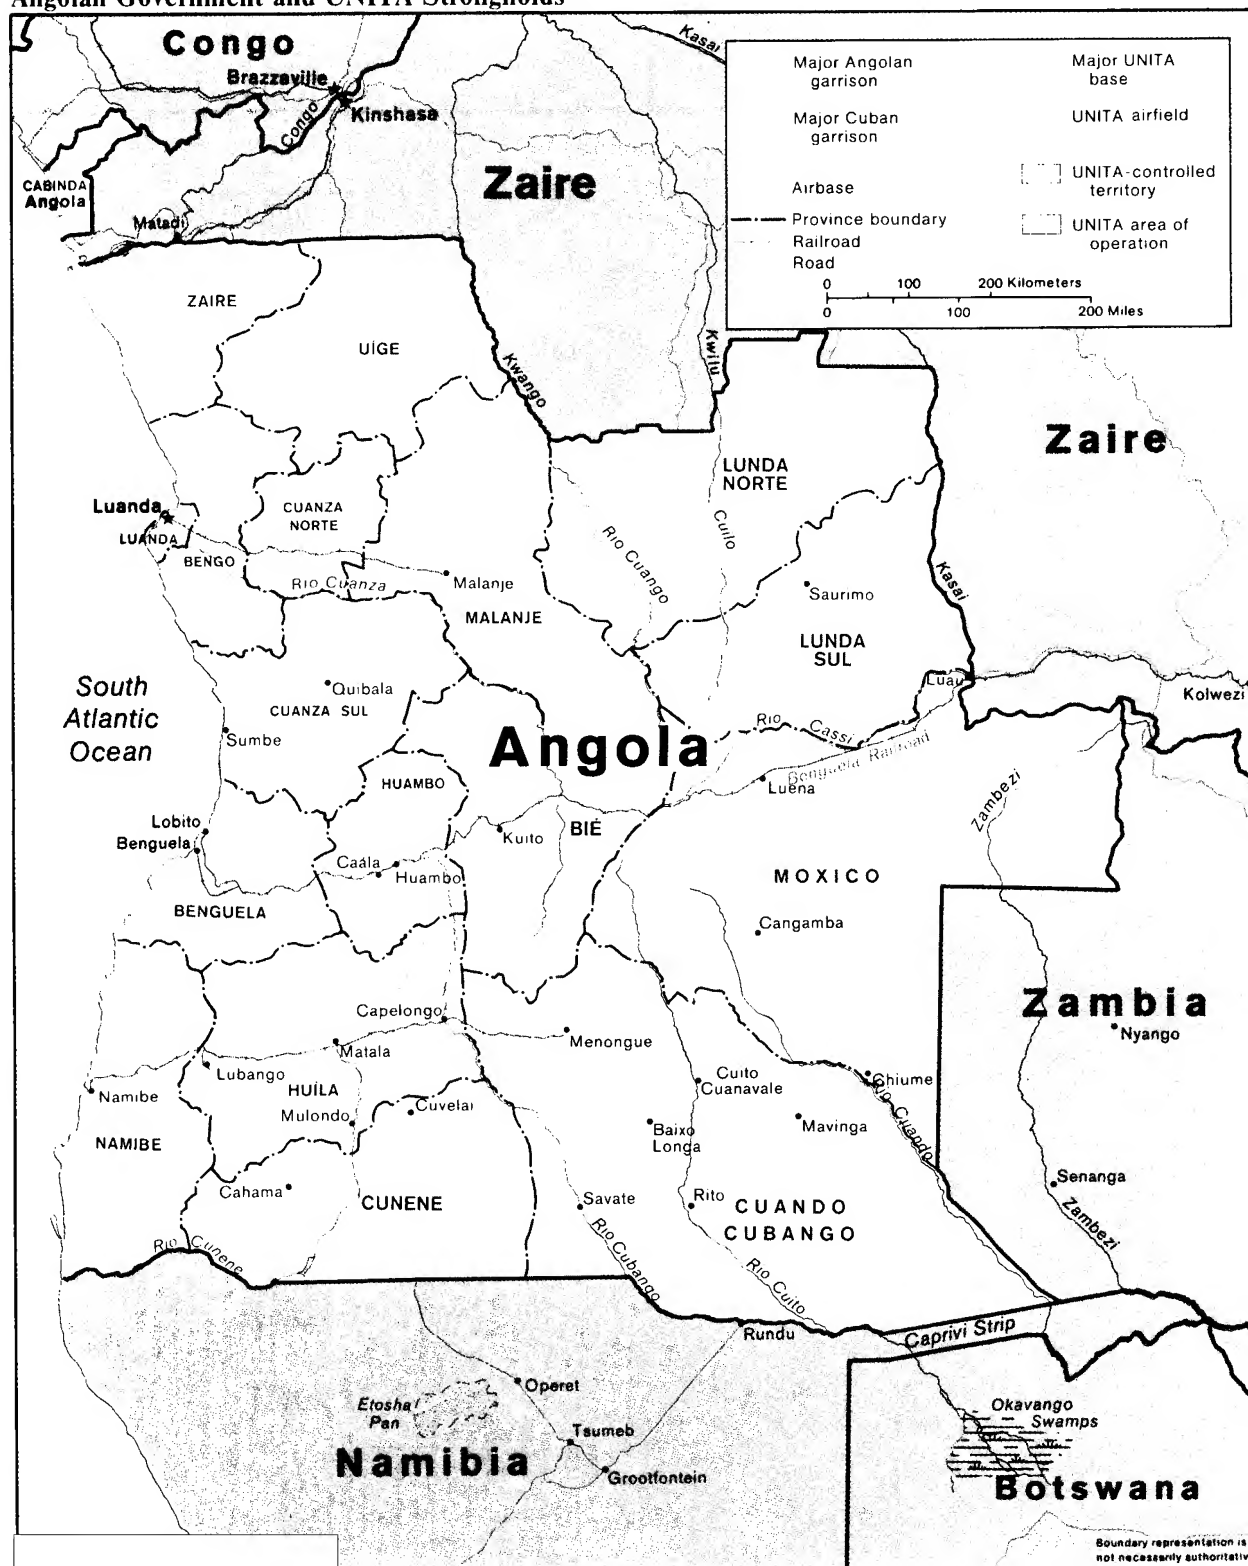 Angolan Government and UNITA Strongholds
Congo
Kasai
Brazzaville
Kinshasa
Congo
Zaire
CABINDA
Angola
Matadi
Major Angolan
garrison
Major UNITA
base
Major Cuban
garrison
UNITA airfield
Airbase
UNITA-controlled
territory
Province boundary
Railroad
Road
UNITA area of
operation
0 100 200 Kilometers
0 100 200 Miles
ZAIRE
UÍGE
Kwango
Kwilu
Zaire
LUNDA
NORTE
CUANZA
NORTE
Luanda
LUANDA
BENGO
Rio Cuanza
Malanje
MALANJE
Rio Cuango
Cuilo
Kasai
Saurimo
LUNDA
SUL
Luau
Kolwezi
South
Atlantic
Ocean
Quibala
CUANZA SUL
Sumbe
Angola
Rio Cassi
Benguela Railroad
Luena
Zambezi
HUAMBO
Lobito
Benguela
Kuito
BIÉ
Caála
Huambo
MOXICO
BENGUELA
Cangamba
Zambia
Nyango
Capelongo
Menongue
Matala
Lubango
HUÍLA
Namibe
Mulondo
Cuvelai
NAMIBE
Cuito
Cuanavale
Chiume
Rio Cuando
Baixo
Longa
Mavinga
Cahama
CUNENE
Savate
Rito
CUANDO
CUBANGO
Senanga
Zambezi
Rio Cunene
Rio Cubango
Rio Cuito
Rundu
Caprivi Strip
Operet
Etosha
Pan
Tsumeb
Namibia
Grootfontein
Okavango
Swamps
Botswana
Boundary representation is
not necessarily authoritative